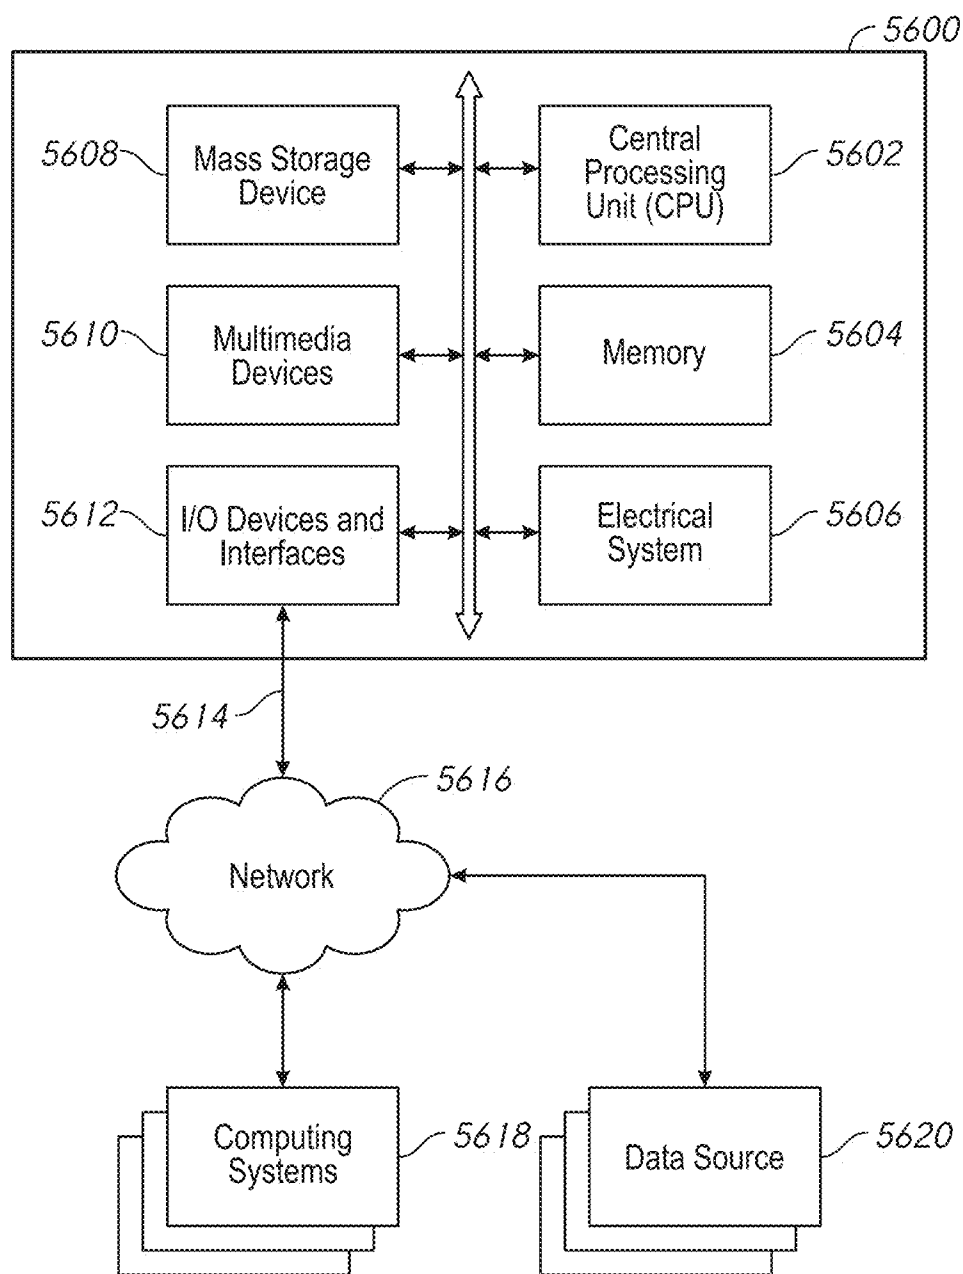 5600
5608
Mass Storage
Device
Central
Processing
Unit (CPU)
5602
5610
Multimedia
Devices
Memory
5604
5612
I/O Devices and
Interfaces
Electrical
System
5606
5614
5616
Network
Computing
Systems
5618
Data Source
5620